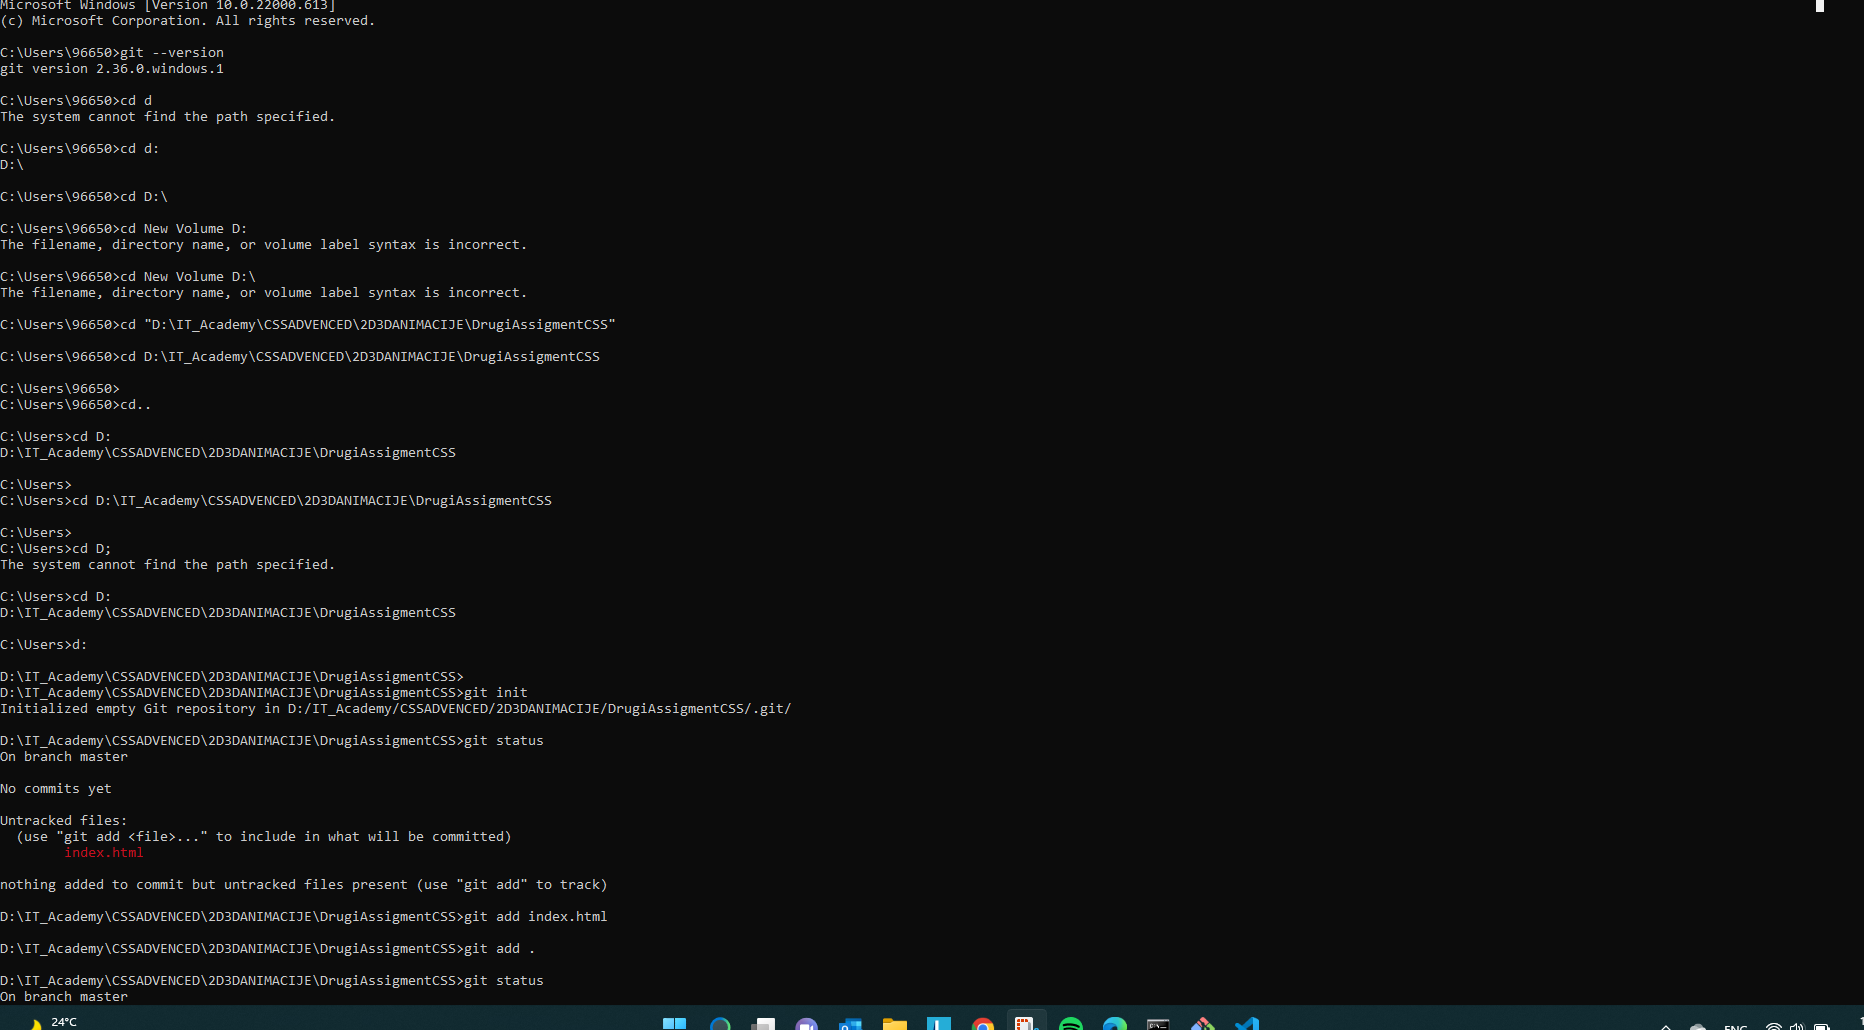 Microsoft Windows [Version 10.0.22000.613]
(c) Microsoft Corporation. All rights reserved.
C:\Users\96650>git --version
git version 2.36.0.windows.1
C:\Users\96650>cd d
The system cannot find the path specified.
C:\Users\96650>cd d:
D:\
C:\Users\96650>cd D:\
C:\Users\96650>cd New Volume D:
The filename, directory name, or volume label syntax is incorrect.
C:\Users\96650>cd New Volume D:\
The filename, directory name, or volume label syntax is incorrect.
C:\Users\96650>cd "D:\IT_Academy\CSSADVENCED\2D3DANIMACIJE\DrugiAssigmentCSS"
C:\Users\96650>cd D:\IT_Academy\CSSADVENCED\2D3DANIMACIJE\DrugiAssigmentCSS
C:\Users\96650>
C:\Users\96650>cd..
C:\Users>cd D:
D:\IT_Academy\CSSADVENCED\2D3DANIMACIJE\DrugiAssigmentCSS
C:\Users>
C:\Users>cd D:\IT_Academy\CSSADVENCED\2D3DANIMACIJE\DrugiAssigmentCSS
C:\Users>
C:\Users>cd D;
The system cannot find the path specified.
C:\Users>cd D:
D:\IT_Academy\CSSADVENCED\2D3DANIMACIJE\DrugiAssigmentCSS
C:\Users>d:
D:\IT_Academy\CSSADVENCED\2D3DANIMACIJE\DrugiAssigmentCSS>
D:\IT_Academy\CSSADVENCED\2D3DANIMACIJE\DrugiAssigmentCSS>git init
Initialized empty Git repository in D:/IT_Academy/CSSADVENCED/2D3DANIMACIJE/DrugiAssigmentCSS/.git/
D:\IT_Academy\CSSADVENCED\2D3DANIMACIJE\DrugiAssigmentCSS>git status
On branch master
No commits yet
Untracked files:
(use "git add <file>..." to include in what will be committed)
index.html
nothing added to commit but untracked files present (use "git add" to track)
D:\IT_Academy\CSSADVENCED\2D3DANIMACIJE\DrugiAssigmentCSS>git add index.html
D:\IT_Academy\CSSADVENCED\2D3DANIMACIJE\DrugiAssigmentCSS>git add .
D:\IT_Academy\CSSADVENCED\2D3DANIMACIJE\DrugiAssigmentCSS>git status
On branch master
24°C
ENG